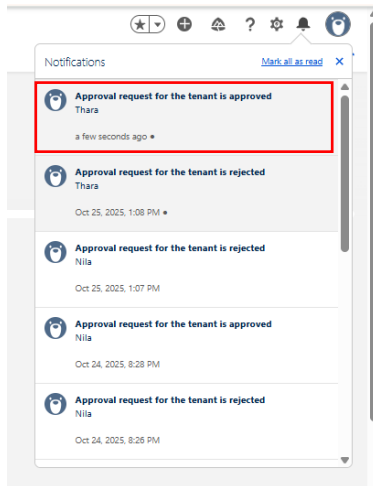 Notifications
Mark all as read
Approval request for the tenant is approved
Thara
a few seconds ago •
Approval request for the tenant is rejected
Thara
Oct 25, 2025, 1:08 PM •
Approval request for the tenant is rejected
Nila
Oct 25, 2025, 1:07 PM
Approval request for the tenant is approved
Nila
Oct 24, 2025, 8:28 PM
Approval request for the tenant is rejected
Nila
Oct 24, 2025, 8:26 PM